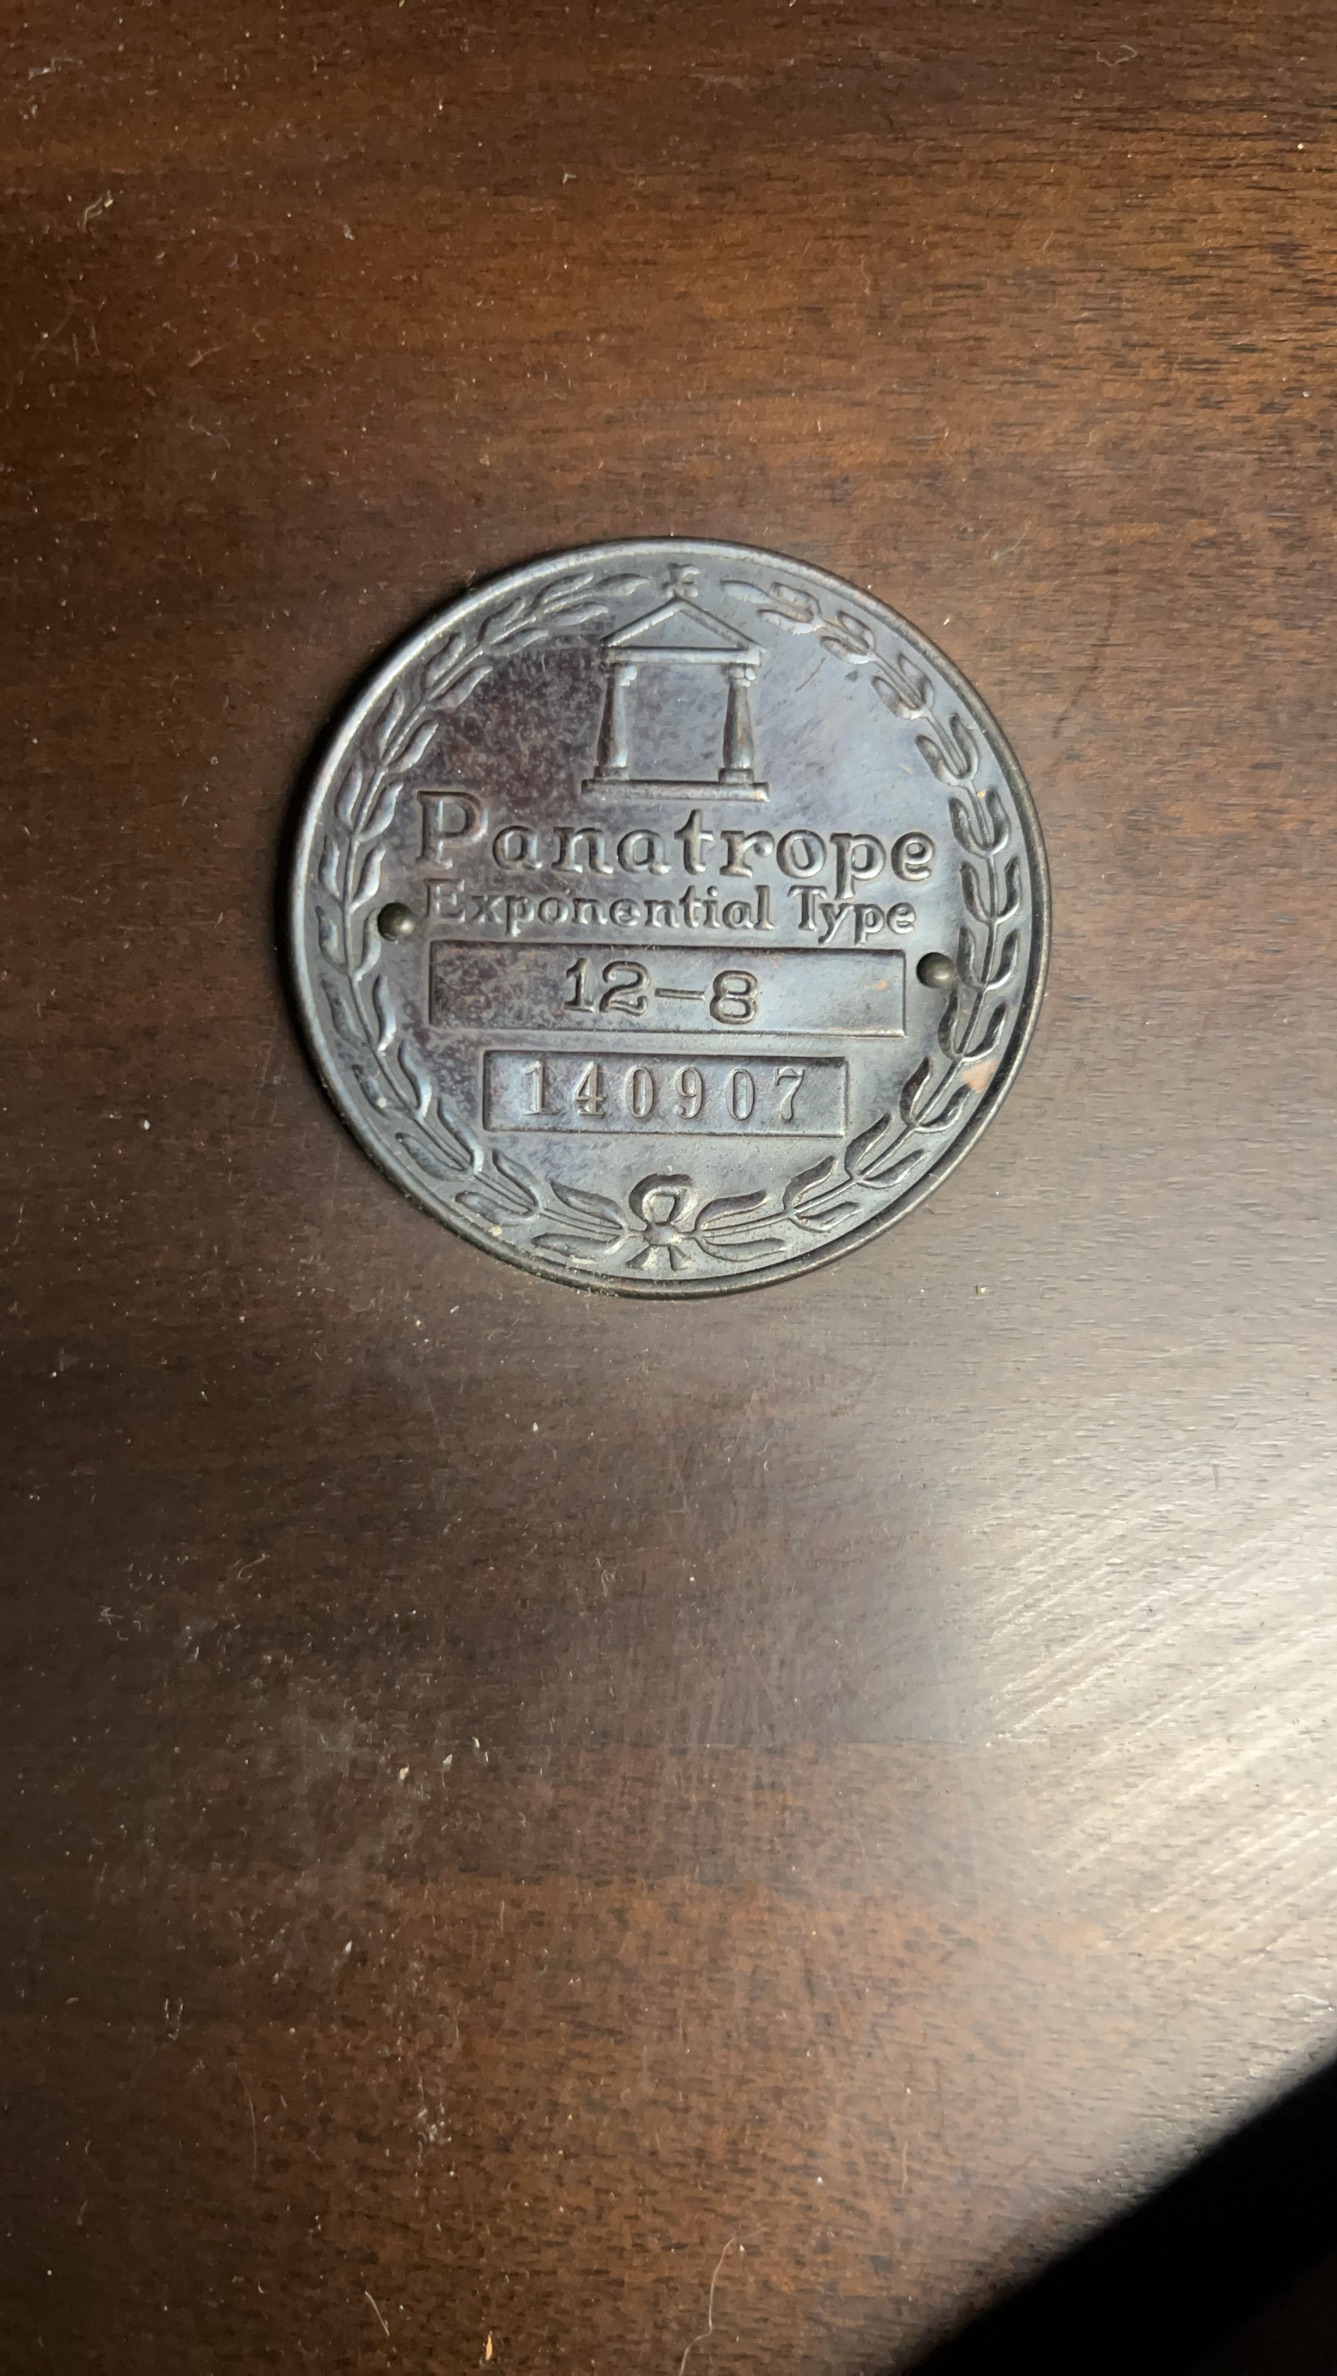 Panatrope
Exponential Type
12-8
140907